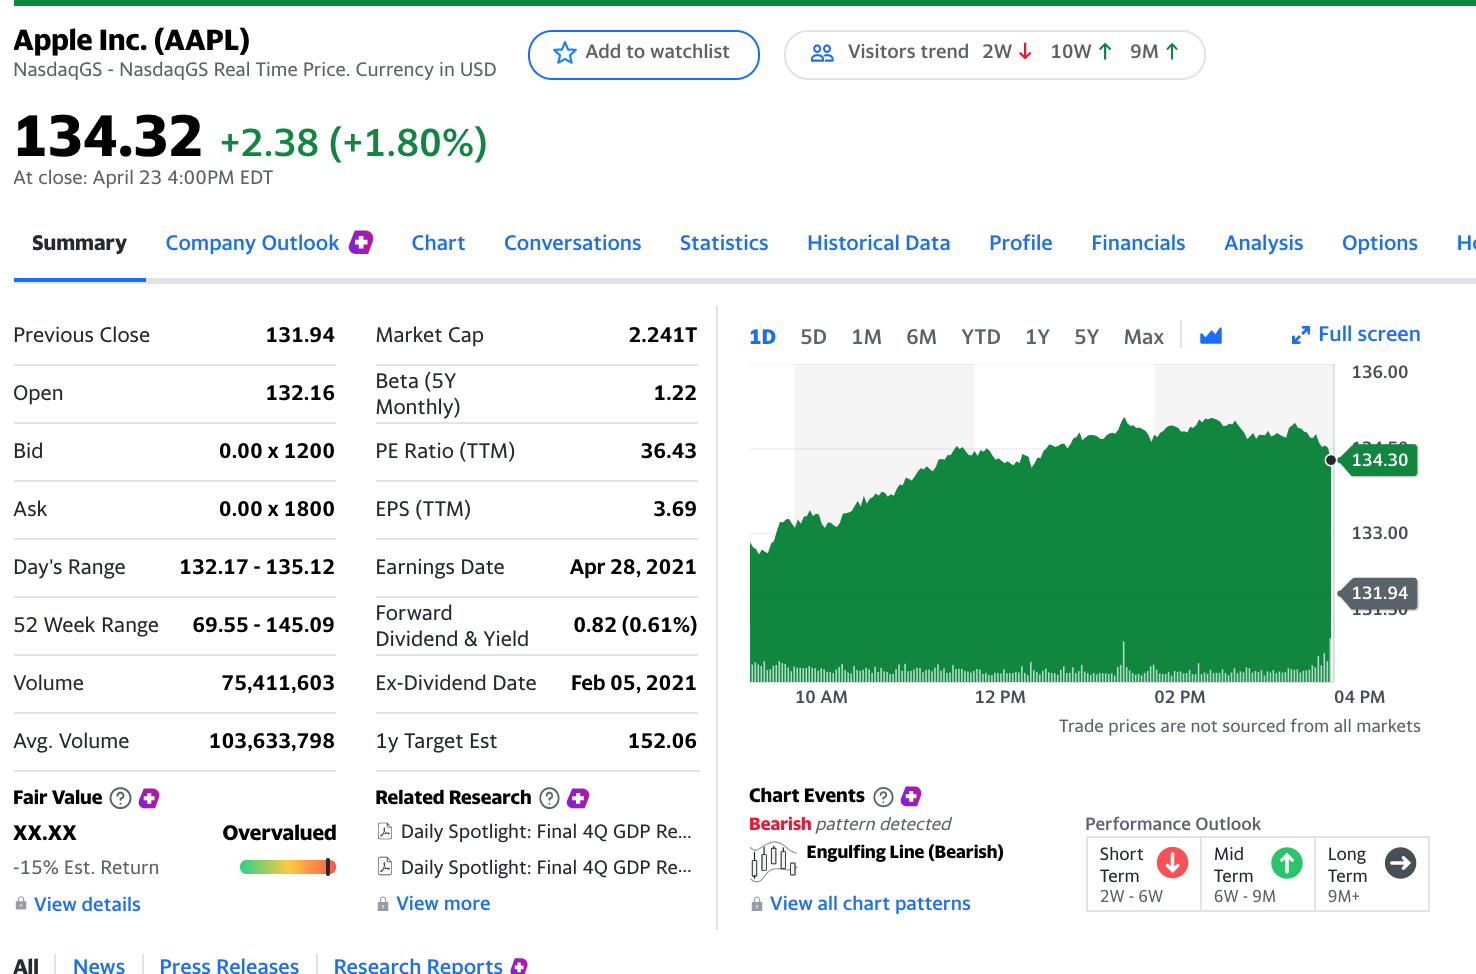 Apple Inc. (AAPL)
NasdaqGS - NasdaqGS Real Time Price. Currency in USD
Add to watchlist
Visitors trend 2W 10W 9M
134.32 +2.38 (+1.80%)
At close: April 23 4:00PM EDT
Summary Company Outlook Chart Conversations Statistics Historical Data Profile Financials Analysis Options
Previous Close 131.94
Open 132.16
Bid 0.00 x 1200
Ask 0.00 x 1800
Day's Range 132.17 - 135.12
52 Week Range 69.55 - 145.09
Volume 75,411,603
Avg. Volume 103,633,798
Market Cap 2.241T
Beta (5Y
Monthly) 1.22
PE Ratio (TTM) 36.43
EPS (TTM) 3.69
Earnings Date Apr 28, 2021
Forward
Dividend & Yield 0.82 (0.61%)
Ex-Dividend Date Feb 05, 2021
1y Target Est 152.06
1D 5D 1M 6M YTD 1Y 5Y Max
Full screen
136.00
134.30
133.00
131.94
10 AM 12 PM 02 PM 04 PM
Trade prices are not sourced from all markets
Fair Value ?
XX.XX Overvalued
-15% Est. Return
View details
Related Research ?
Daily Spotlight: Final 4Q GDP Re...
Daily Spotlight: Final 4Q GDP Re...
View more
Chart Events ?
Bearish pattern detected
Engulfing Line (Bearish)
View all chart patterns
Performance Outlook
Short
Term
2W - 6W
Mid
Term
6W - 9M
Long
Term
9M+
All News Press Releases Research Reports